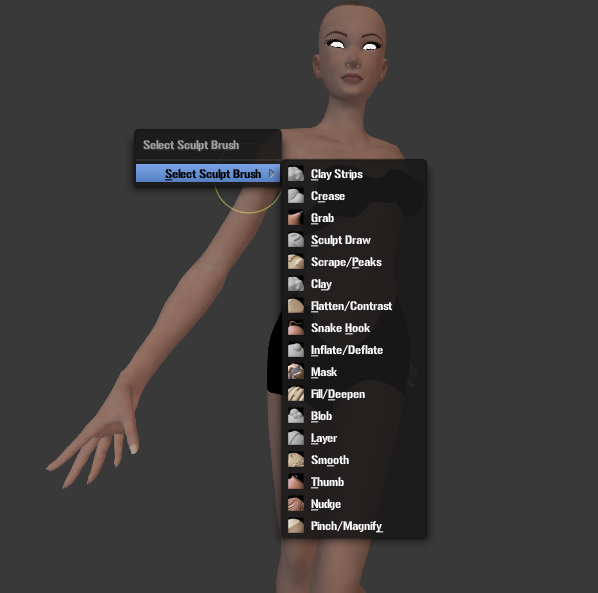 Select Sculpt Brush
Select Sculpt Brush
Clay Strips
Crease
Grab
Sculpt Draw
Scrape/Peaks
Clay
Flatten/Contrast
Snake Hook
Inflate/Deflate
Mask
Fill/Deepen
Blob
Layer
Smooth
Thumb
Nudge
Pinch/Magnify